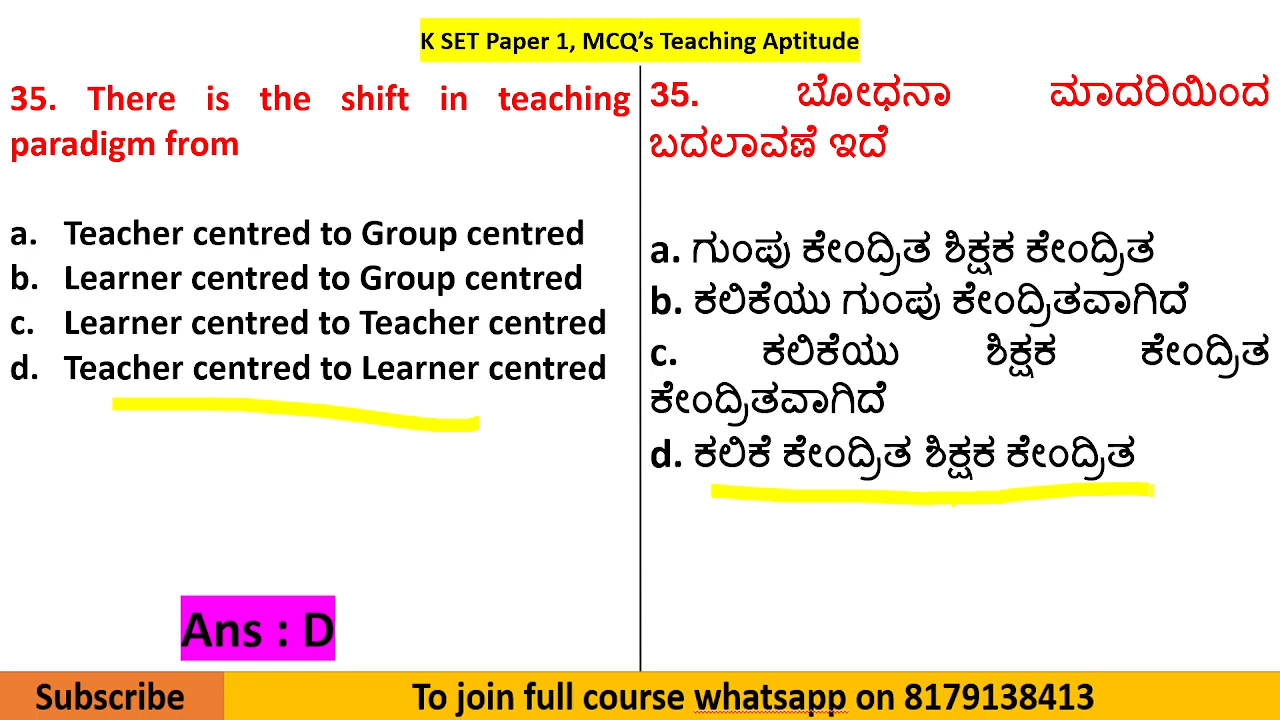 K SET Paper 1, MCQ’s Teaching Aptitude
35. There is the shift in teaching
paradigm from
a. Teacher centred to Group centred
b. Learner centred to Group centred
c. Learner centred to Teacher centred
d. Teacher centred to Learner centred
Ans : D
35. ಬೋಧನಾ ಮಾದರಿಯಿಂದ
ಬದಲಾವಣೆ ಇದೆ
a. ಗುಂಪು ಕೇಂದ್ರಿತ ಶಿಕ್ಷಕ ಕೇಂದ್ರಿತ
b. ಕಲಿಕೆಯು ಗುಂಪು ಕೇಂದ್ರಿತವಾಗಿದೆ
c. ಕಲಿಕೆಯು ಶಿಕ್ಷಕ ಕೇಂದ್ರಿತ
ಕೇಂದ್ರಿತವಾಗಿದೆ
d. ಕಲಿಕೆ ಕೇಂದ್ರಿತ ಶಿಕ್ಷಕ ಕೇಂದ್ರಿತ
Subscribe
To join full course whatsapp on 8179138413